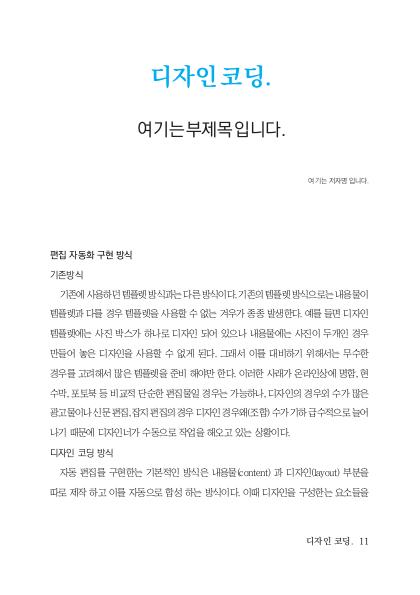 디자인 코딩.
여기는 부제목 입니다.
여기는 저자명 입니다.
편집 자동화 구현 방식
기존방식
기존에 사용하던 템플렛 방식과는 다른 방식이다. 기존의 템플렛 방식으로는 내용물이
템플렛과 다를 경우 템플렛을 사용할 수 없는 겨우가 종종 발생한다. 예를 들면 디자인
템플렛에는 사진 박스가 하나로 디자인 되어 있으나 내용물에는 사진이 두개인 경우
만들어 놓은 디자인을 사용할 수 없게 된다. 그래서 이를 대비하기 위해서는 무수한
경우를 고려해서 많은 템플렛을 준비 해야만 한다. 이러한 사례가 온라인상에 명함, 현
수막, 포토북 등 비교적 단순한 편집물일 경우는 가능하나, 디자인의 경우외 수가 많은
광고물이나 신문 편집, 잡지 편집의 경우 디자인 경우왜(조합) 수가 기하 급수적으로 늘어
나기 때문에 디자인너가 수동으로 작업을 해오고 있는 상황이다.
디자인 코딩 방식
자동 편집를 구현한는 기본적인 방식은 내용물(content) 과 디자인(layout) 부분을
따로 제작 하고 이를 자동으로 합성 하는 방식이다. 이때 디자인을 구성한는 요소들을
디자인 코딩. 11